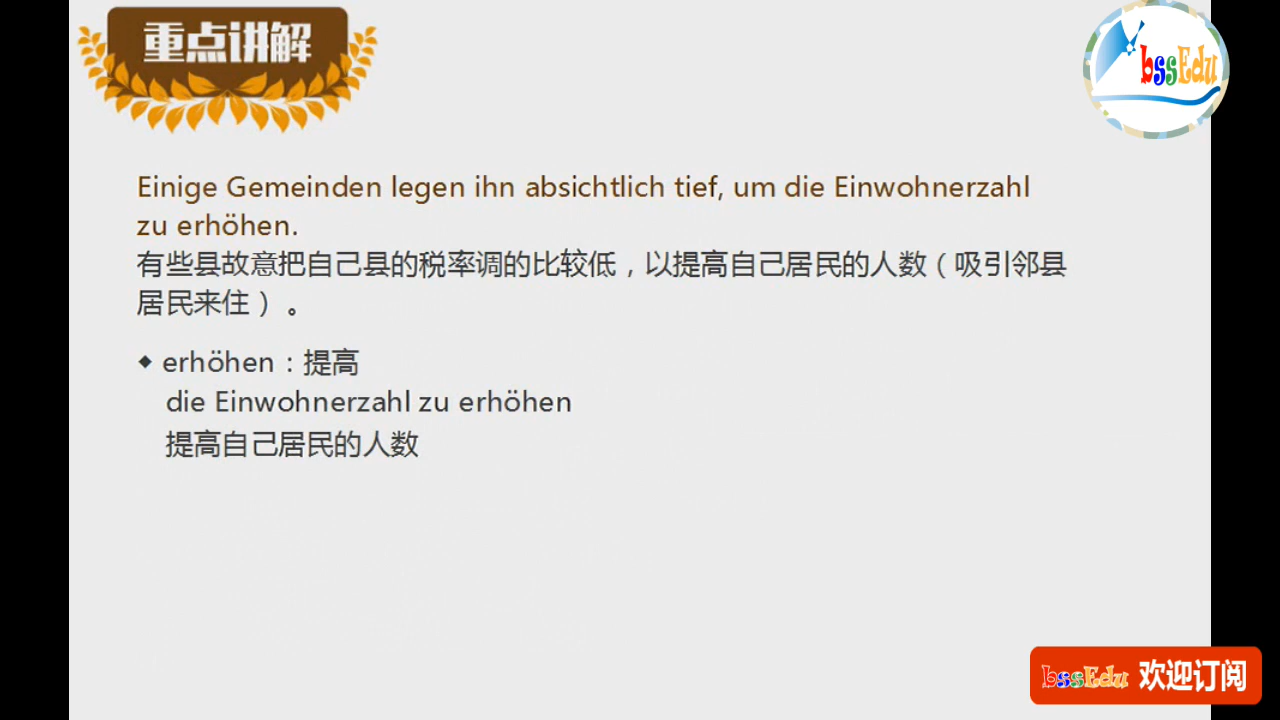 重点讲解
bssEdu
Einige Gemeinden legen ihn absichtlich tief, um die Einwohnerzahl
zu erhöhen.
有些县故意把自己县的税率调的比较低，以提高自己居民的人数（吸引邻县
居民来住）。
◆ erhöhen：提高
die Einwohnerzahl zu erhöhen
提高自己居民的人数
bssEdu 欢迎订阅